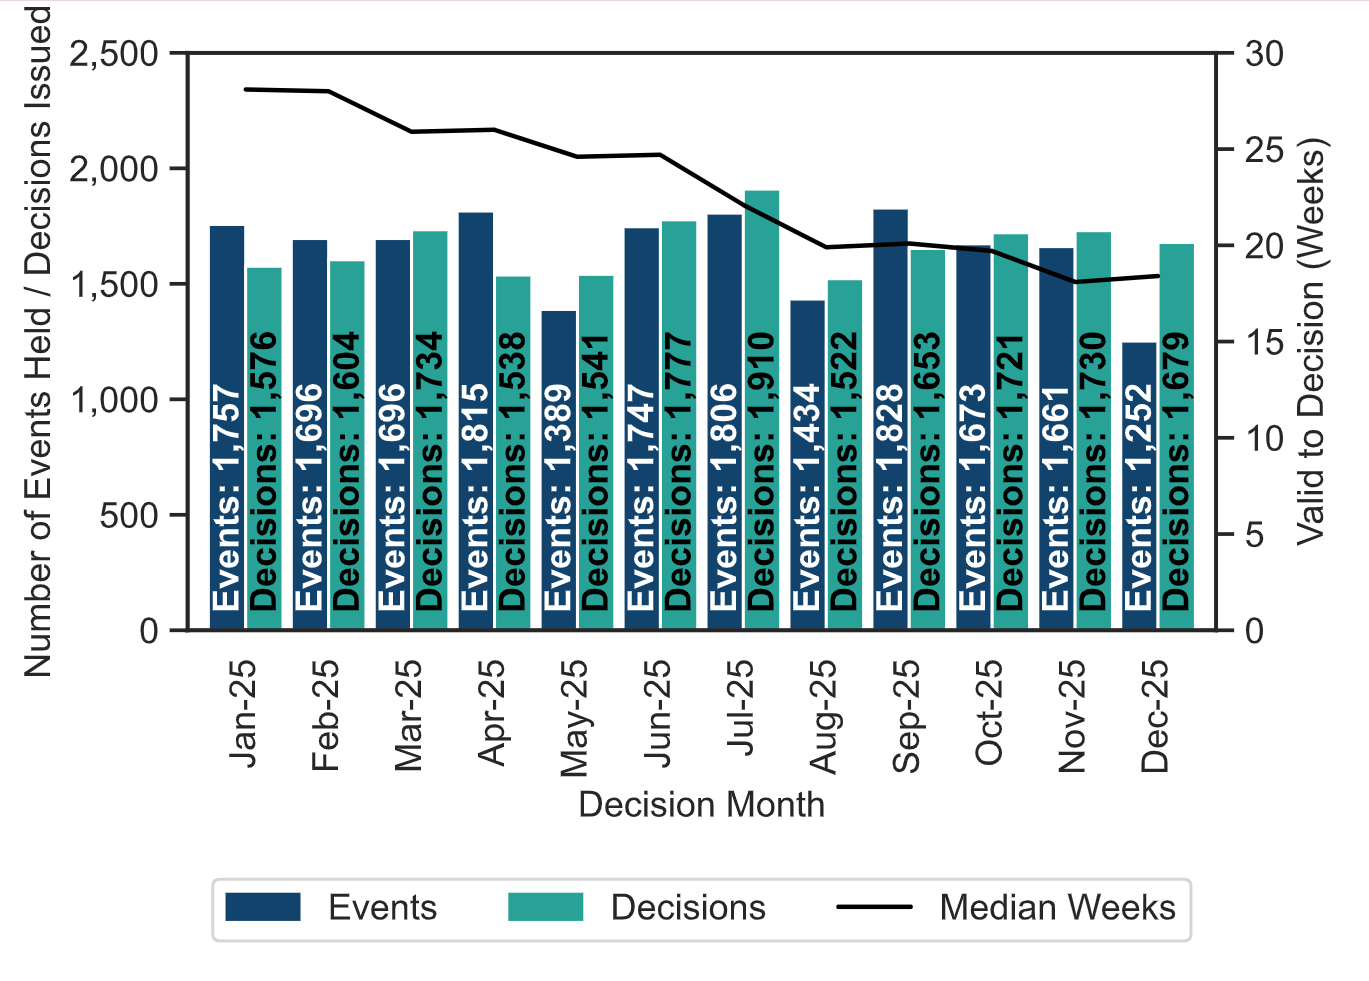 Number of Events Held / Decisions Issued
2,500
2,000
1,500
1,000
500
0
Events: 1,757
Decisions: 1,576
Events: 1,696
Decisions: 1,604
Events: 1,696
Decisions: 1,734
Events: 1,815
Decisions: 1,538
Events: 1,389
Decisions: 1,541
Events: 1,747
Decisions: 1,777
Events: 1,806
Decisions: 1,910
Events: 1,434
Decisions: 1,522
Events: 1,828
Decisions: 1,653
Events: 1,673
Decisions: 1,721
Events: 1,661
Decisions: 1,730
Events: 1,252
Decisions: 1,679
30
25
20
15
10
5
0
Valid to Decision (Weeks)
Jan-25
Feb-25
Mar-25
Apr-25
May-25
Jun-25
Jul-25
Aug-25
Sep-25
Oct-25
Nov-25
Dec-25
Decision Month
Events
Decisions
Median Weeks